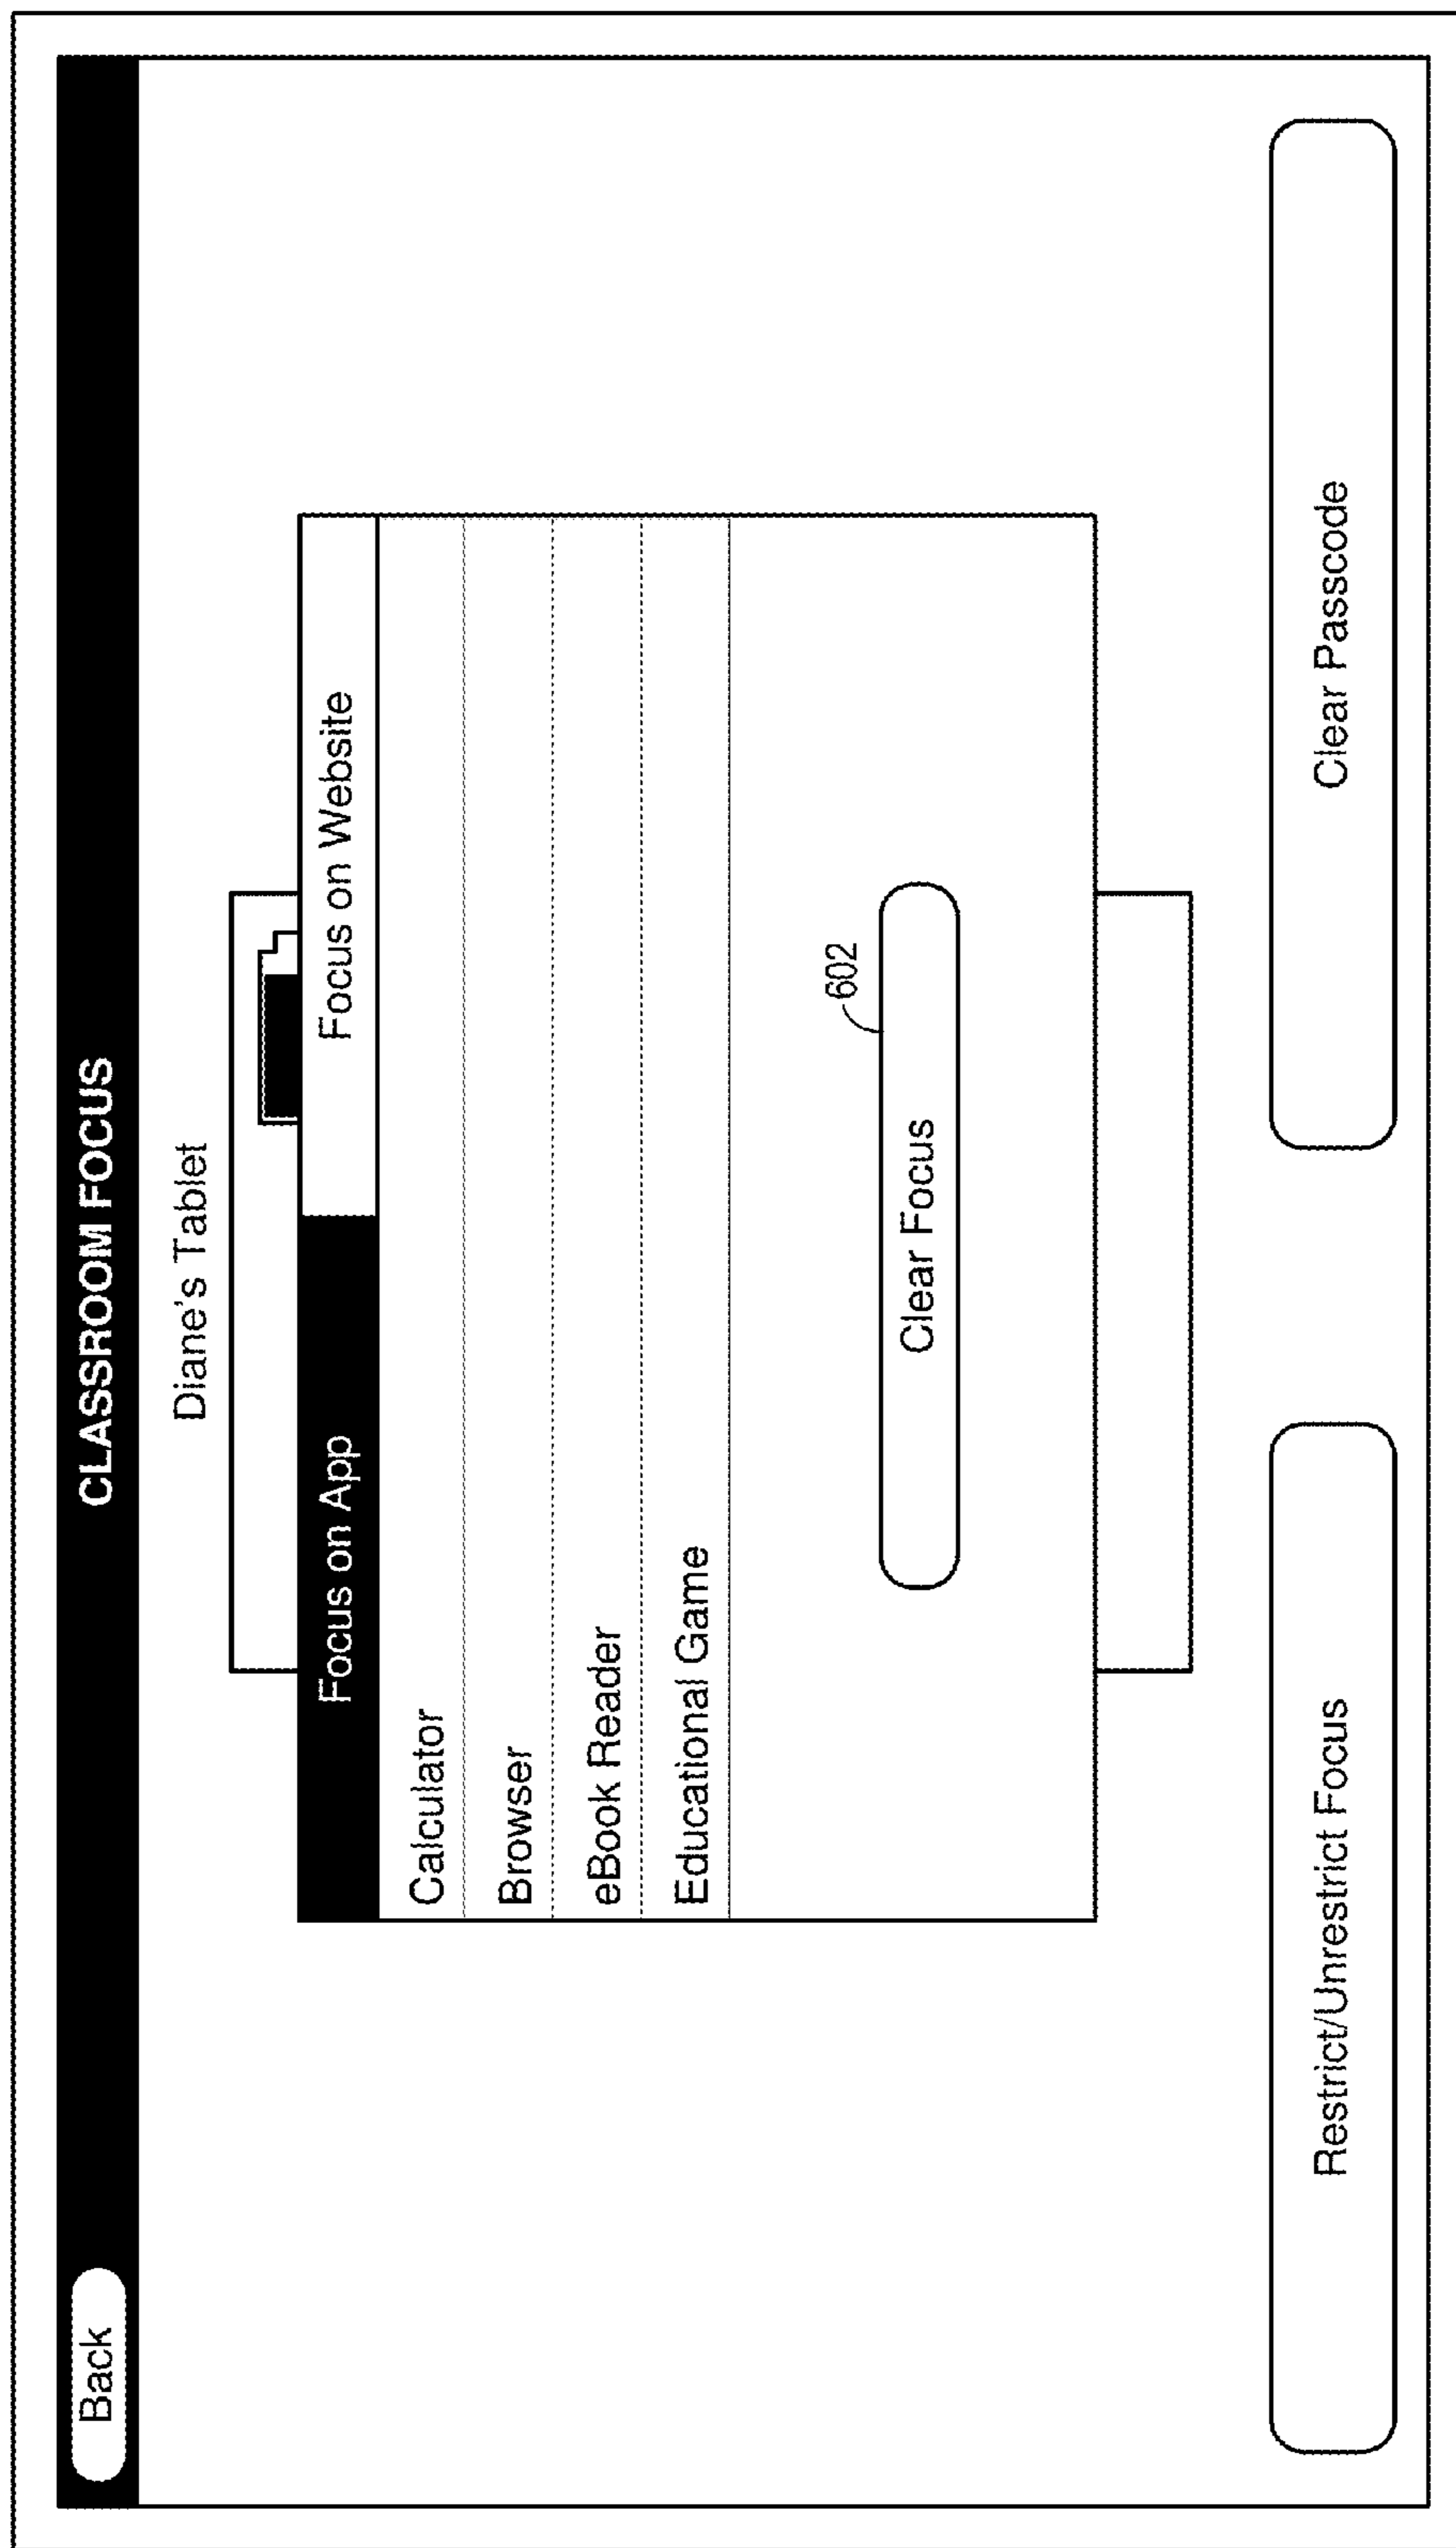 Back
CLASSROOM FOCUS
Diane's Tablet
Focus on App
Focus on Website
Calculator
Browser
eBook Reader
Educational Game
602
Clear Focus
Restrict/Unrestrict Focus
Clear Passcode